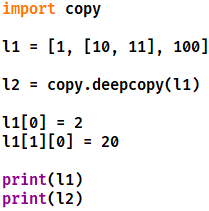 import copy
l1 = [1, [10, 11], 100]
l2 = copy.deepcopy(l1)
l1[0] = 2
l1[1][0] = 20
print(l1)
print(l2)